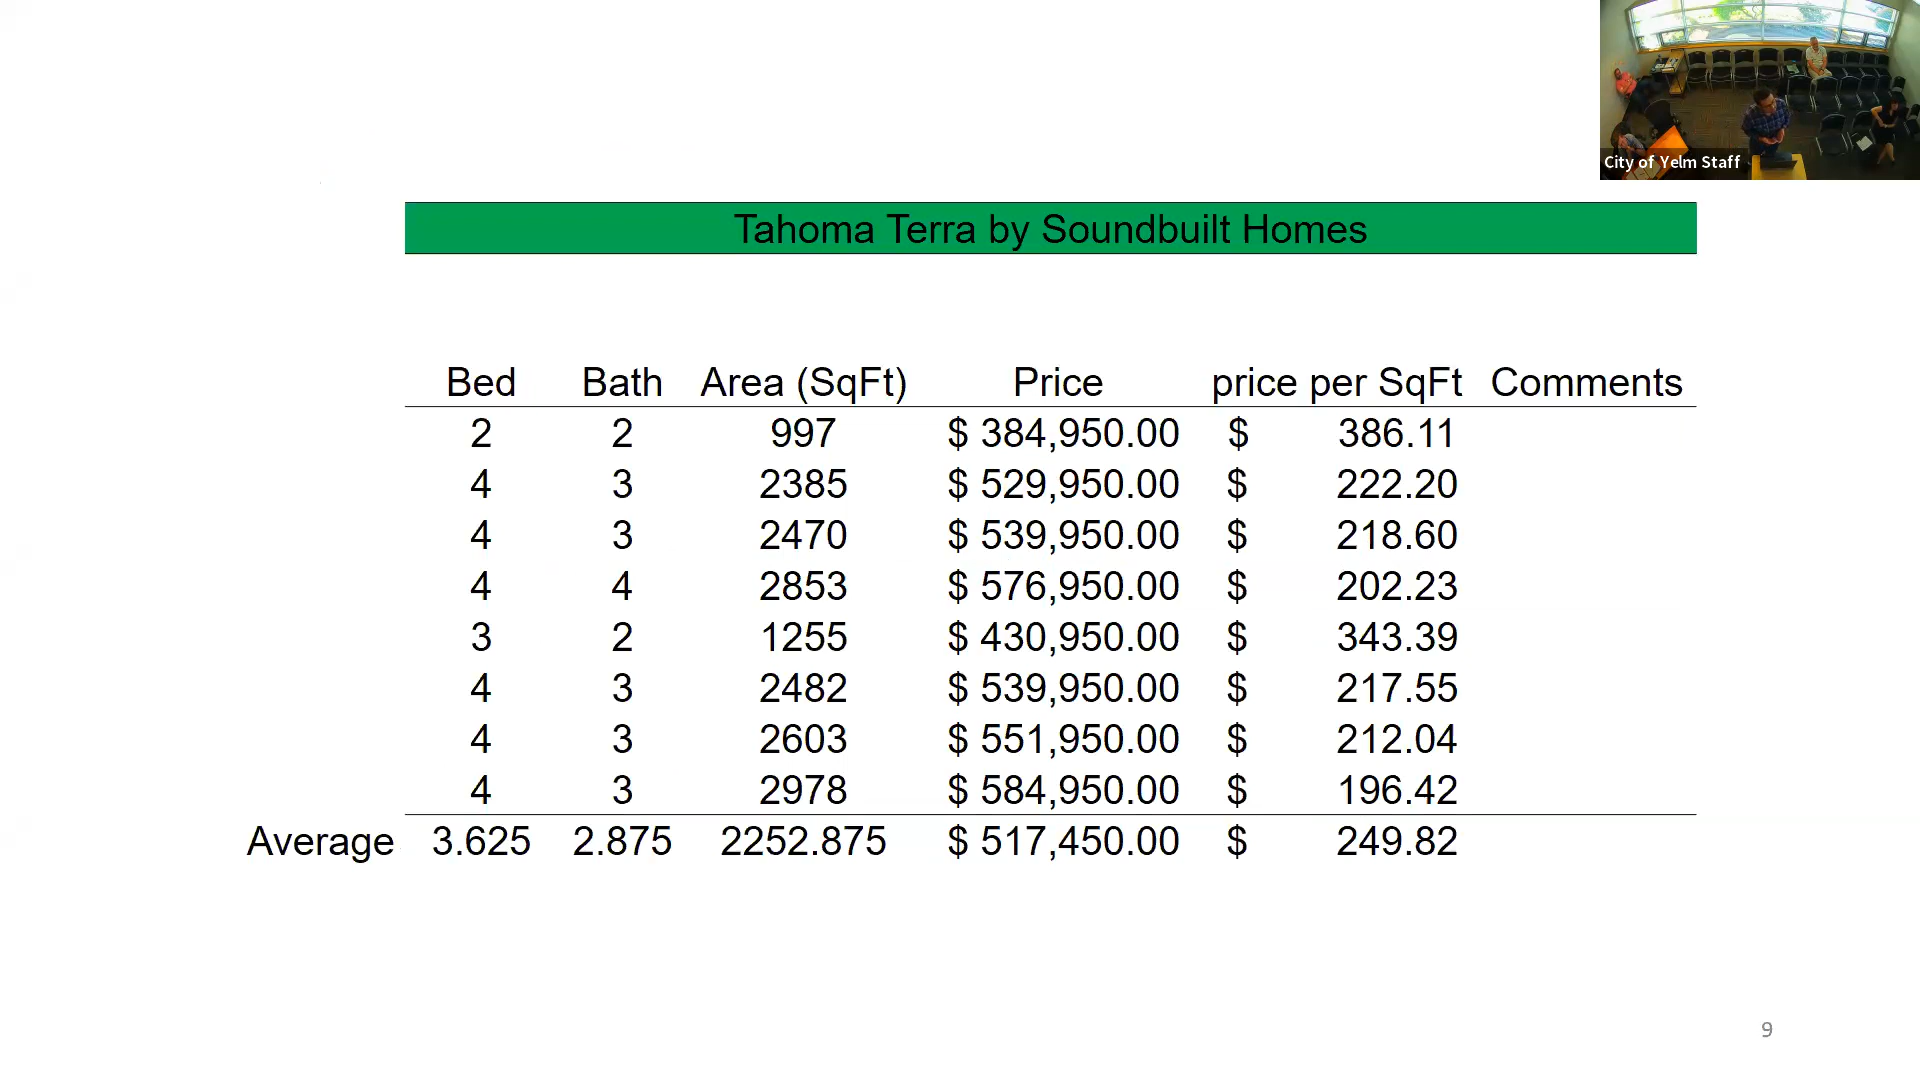 City of Yelm Staff
Tahoma Terra by Soundbuilt Homes
Bed Bath Area (SqFt) Price price per SqFt Comments
2 2 997 $ 384,950.00 $ 386.11
4 3 2385 $ 529,950.00 $ 222.20
4 3 2470 $ 539,950.00 $ 218.60
4 4 2853 $ 576,950.00 $ 202.23
3 2 1255 $ 430,950.00 $ 343.39
4 3 2482 $ 539,950.00 $ 217.55
4 3 2603 $ 551,950.00 $ 212.04
4 3 2978 $ 584,950.00 $ 196.42
Average 3.625 2.875 2252.875 $ 517,450.00 $ 249.82
9